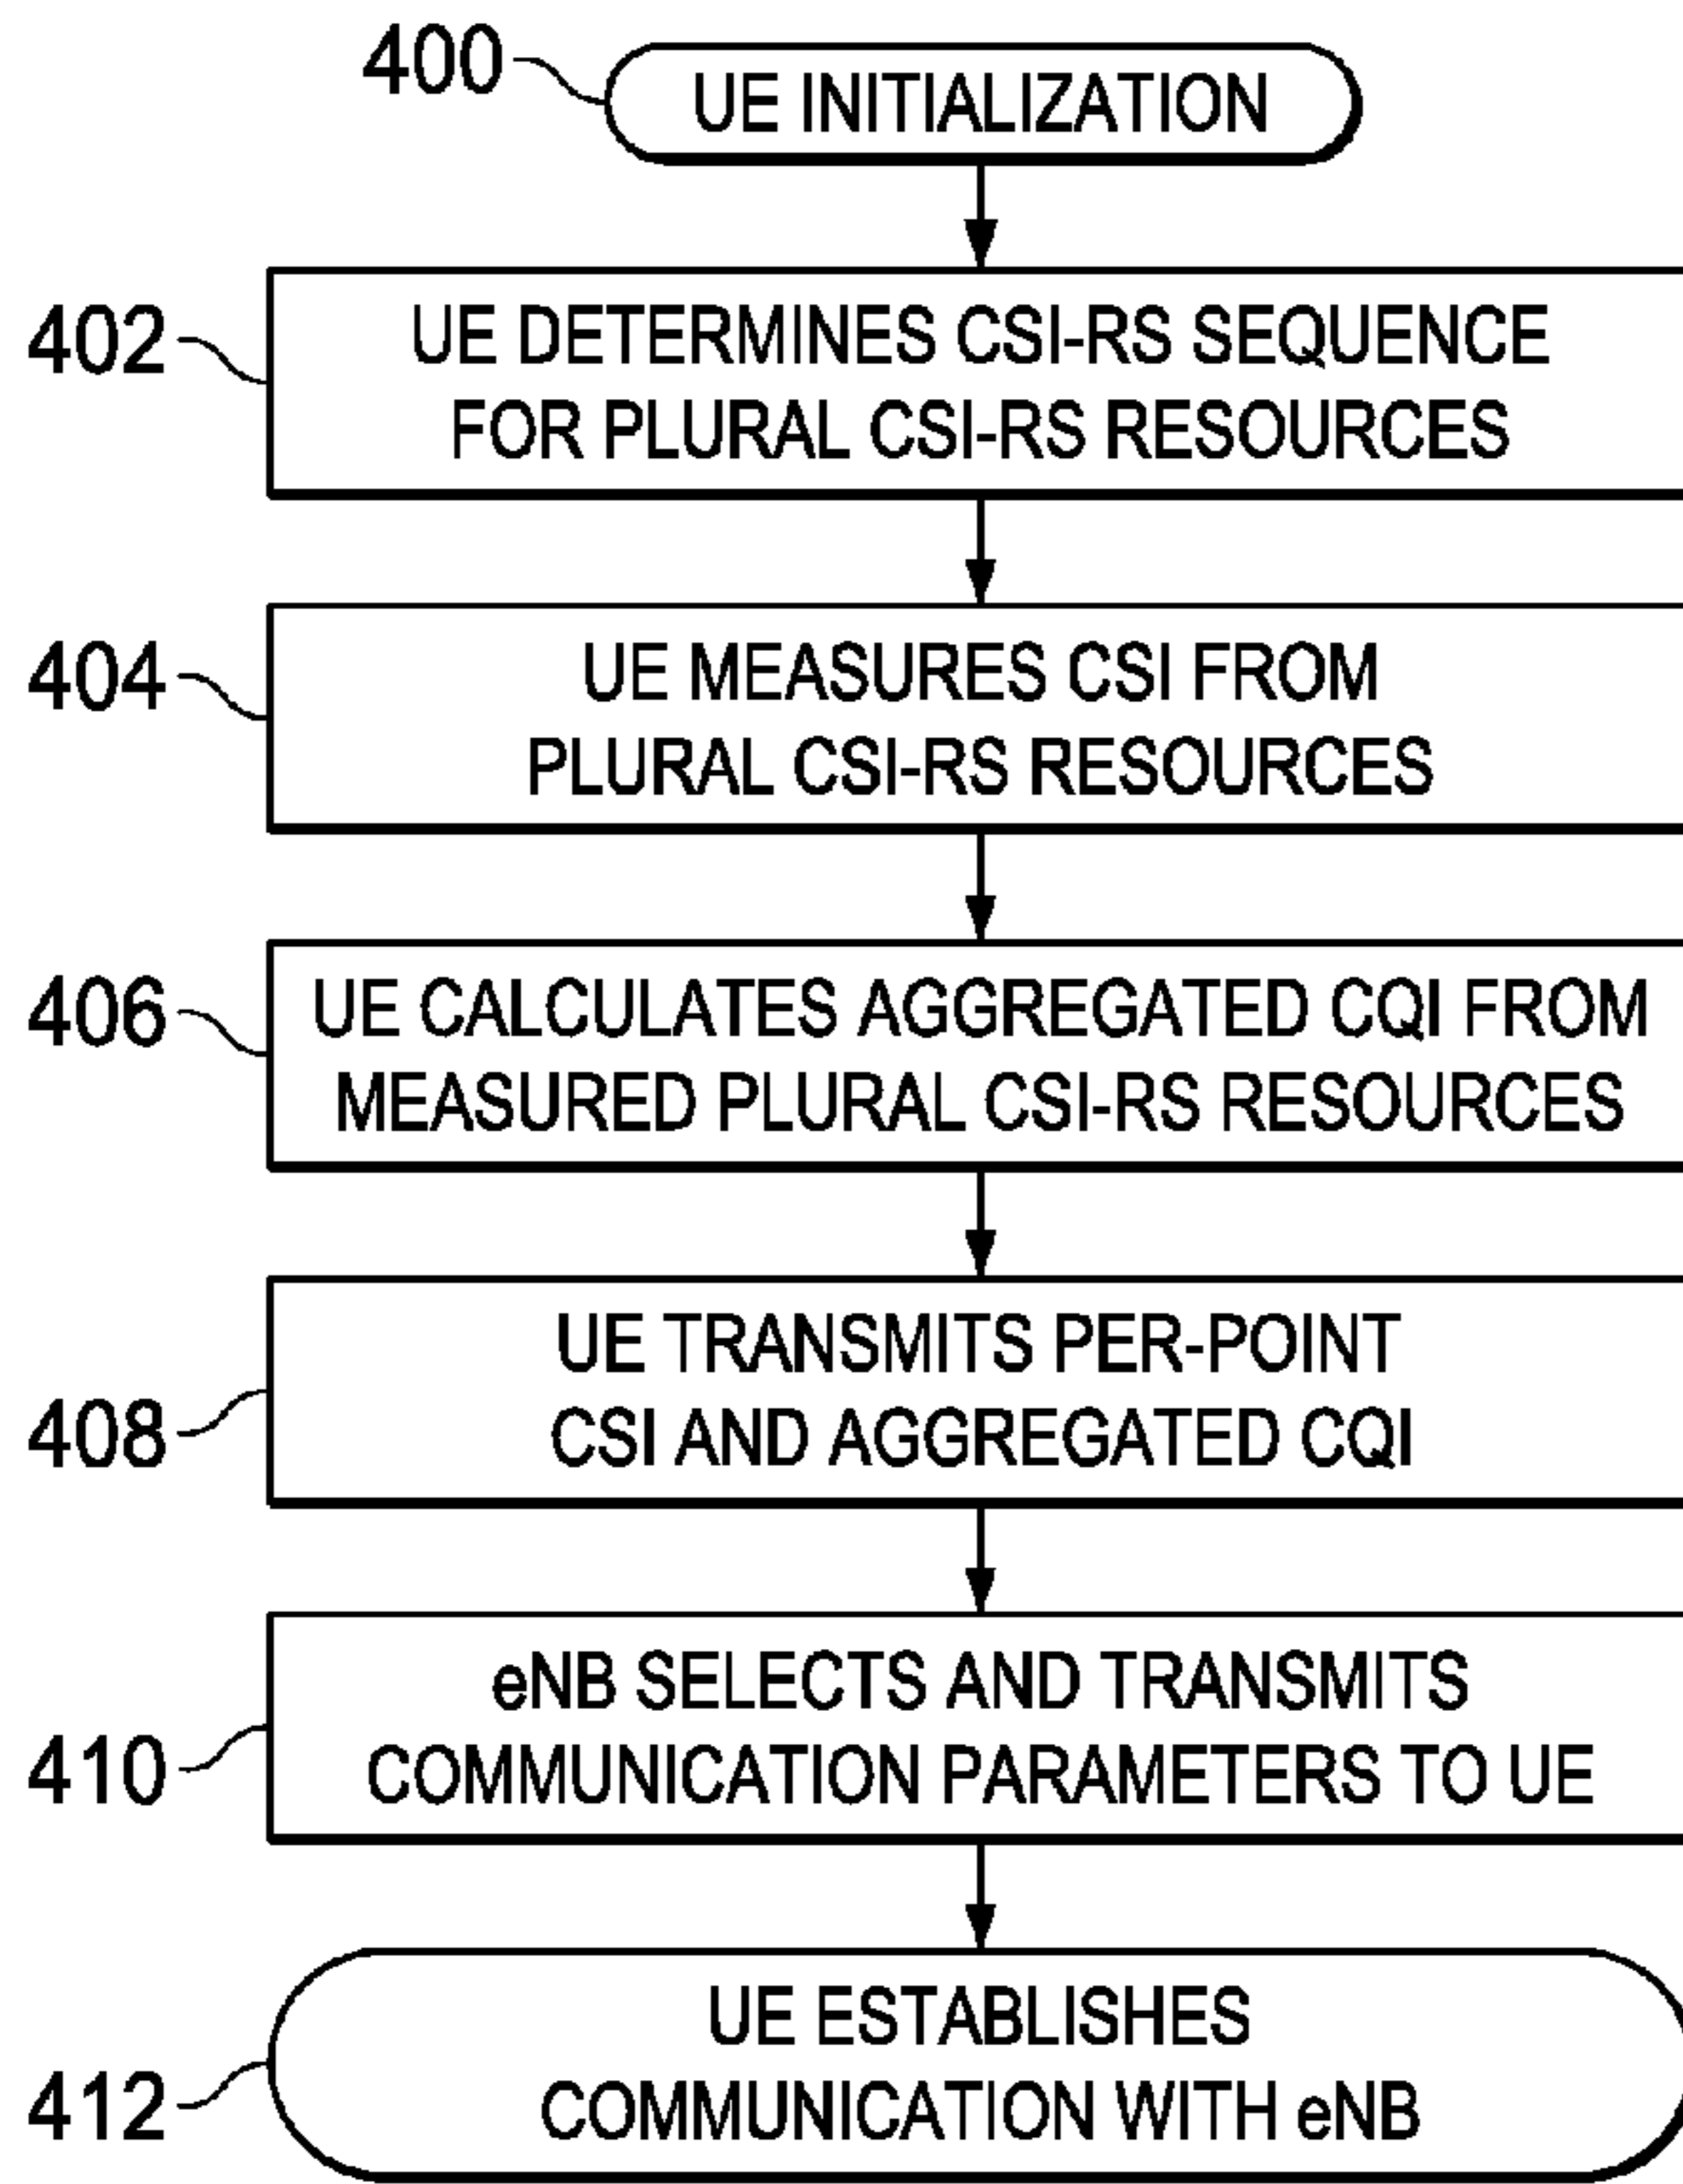 400
UE INITIALIZATION
402
UE DETERMINES CSI-RS SEQUENCE
FOR PLURAL CSI-RS RESOURCES
404
UE MEASURES CSI FROM
PLURAL CSI-RS RESOURCES
406
UE CALCULATES AGGREGATED CQI FROM
MEASURED PLURAL CSI-RS RESOURCES
408
UE TRANSMITS PER-POINT
CSI AND AGGREGATED CQI
410
eNB SELECTS AND TRANSMITS
COMMUNICATION PARAMETERS TO UE
412
UE ESTABLISHES
COMMUNICATION WITH eNB